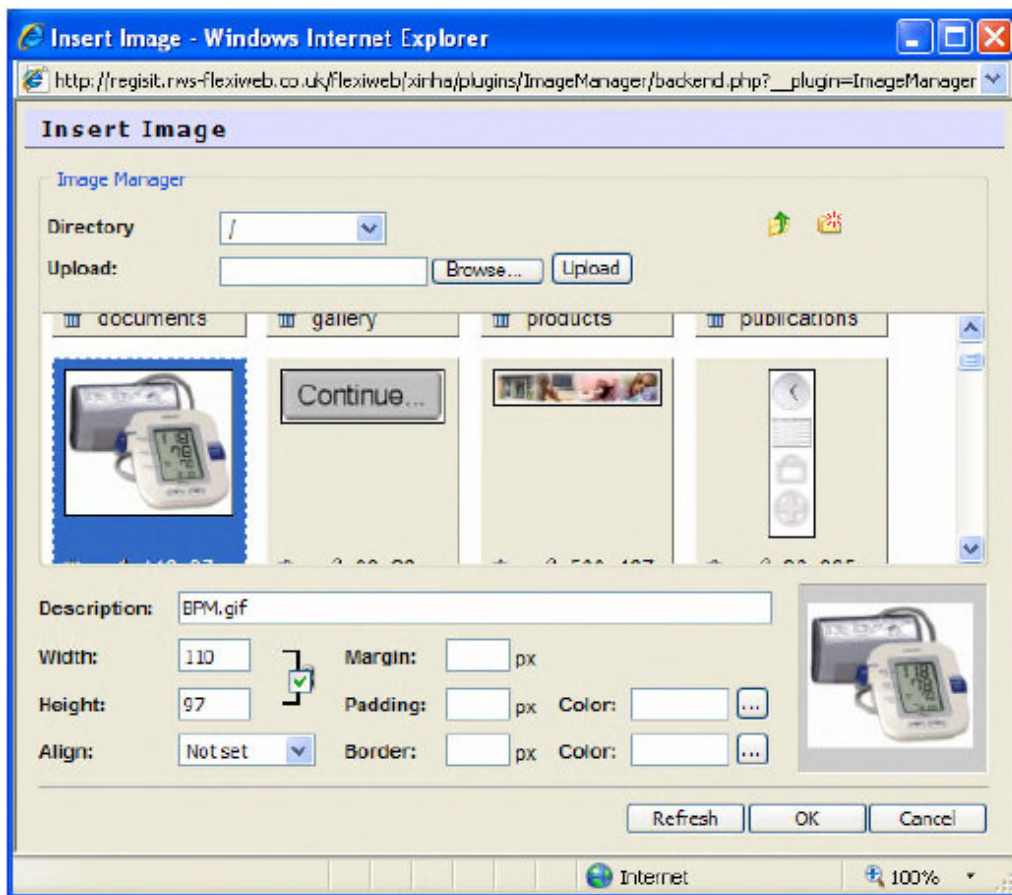 Insert Image - Windows Internet Explorer
http://regisit.rws-flexiweb.co.uk/flexiweb/xinha/plugins/ImageManager/backend.php?__plugin=ImageManager
Insert Image
Image Manager
Directory /
Upload: Browse... Upload
documents gallery products publications
Continue...
Description: BPM.gif
Width: 110 Margin: px
Height: 97 Padding: px Color: ...
Align: Not set Border: px Color: ...
Refresh OK Cancel
Internet 100%